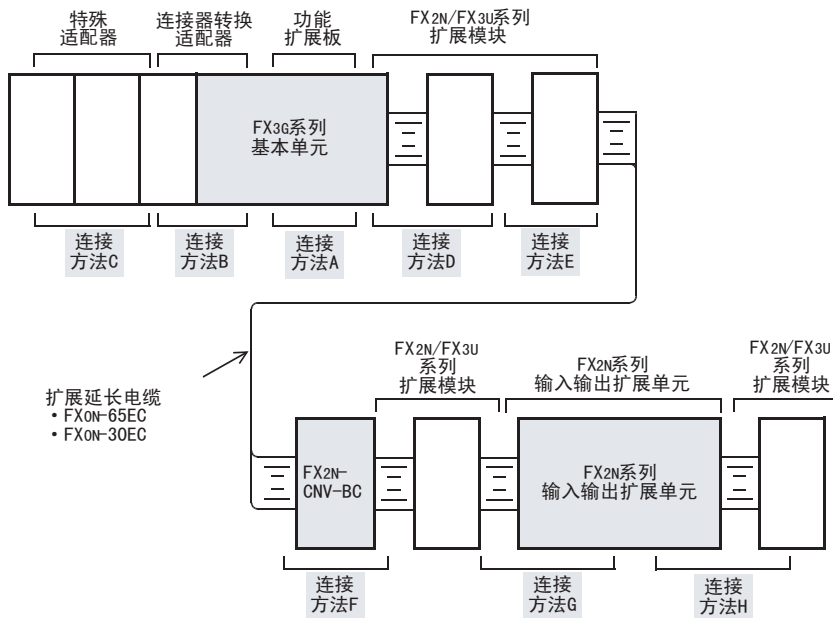 特殊
适配器
连接器转换
适配器
功能
扩展板
FX2N/FX3U系列
扩展模块
FX3G系列
基本单元
连接
方法C
连接
方法B
连接
方法A
连接
方法D
连接
方法E
扩展延长电缆
・FX0N-65EC
・FX0N-30EC
FX2N/FX3U
系列
扩展模块
FX2N系列
输入输出扩展单元
FX2N/FX3U
系列
扩展模块
FX2N-
CNV-BC
FX2N系列
输入输出扩展单元
连接
方法F
连接
方法G
连接
方法H